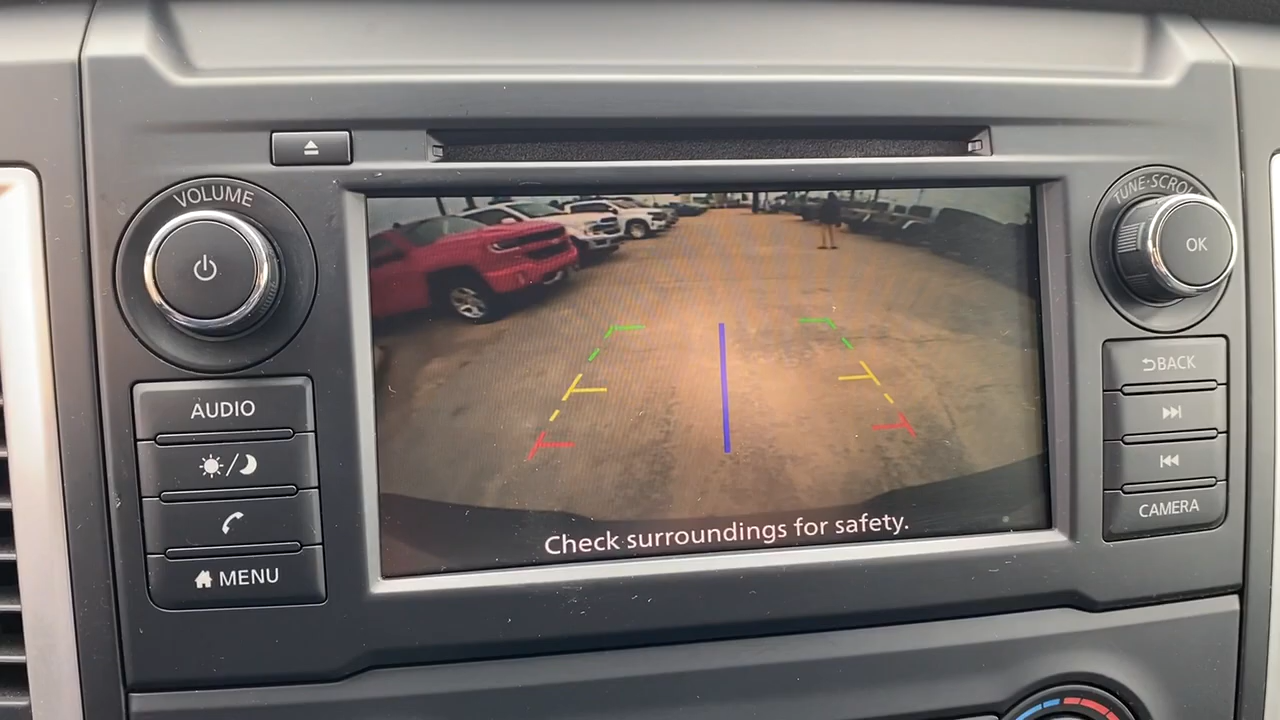 VOLUME
TUNE·SCROLL
OK
AUDIO
MENU
BACK
CAMERA
Check surroundings for safety.